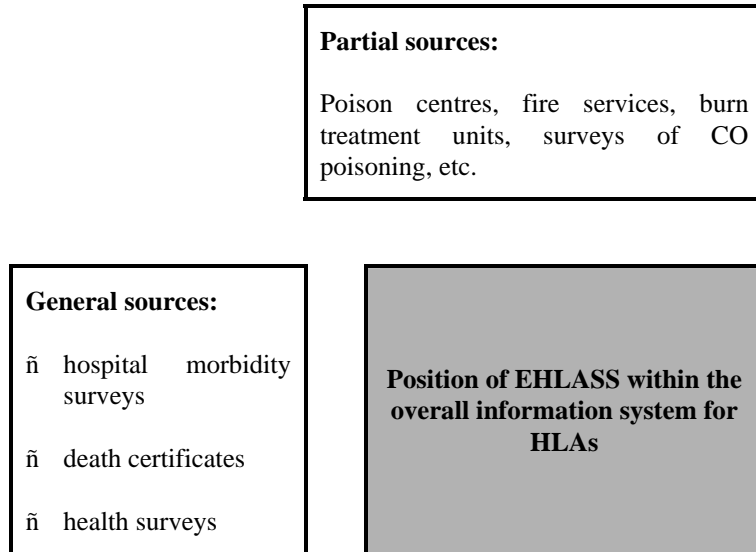 Partial sources:
Poison centres, fire services, burn
treatment units, surveys of CO
poisoning, etc.
General sources:
ñ hospital morbidity
surveys
ñ death certificates
ñ health surveys
Position of EHLASS within the
overall information system for
HLAs